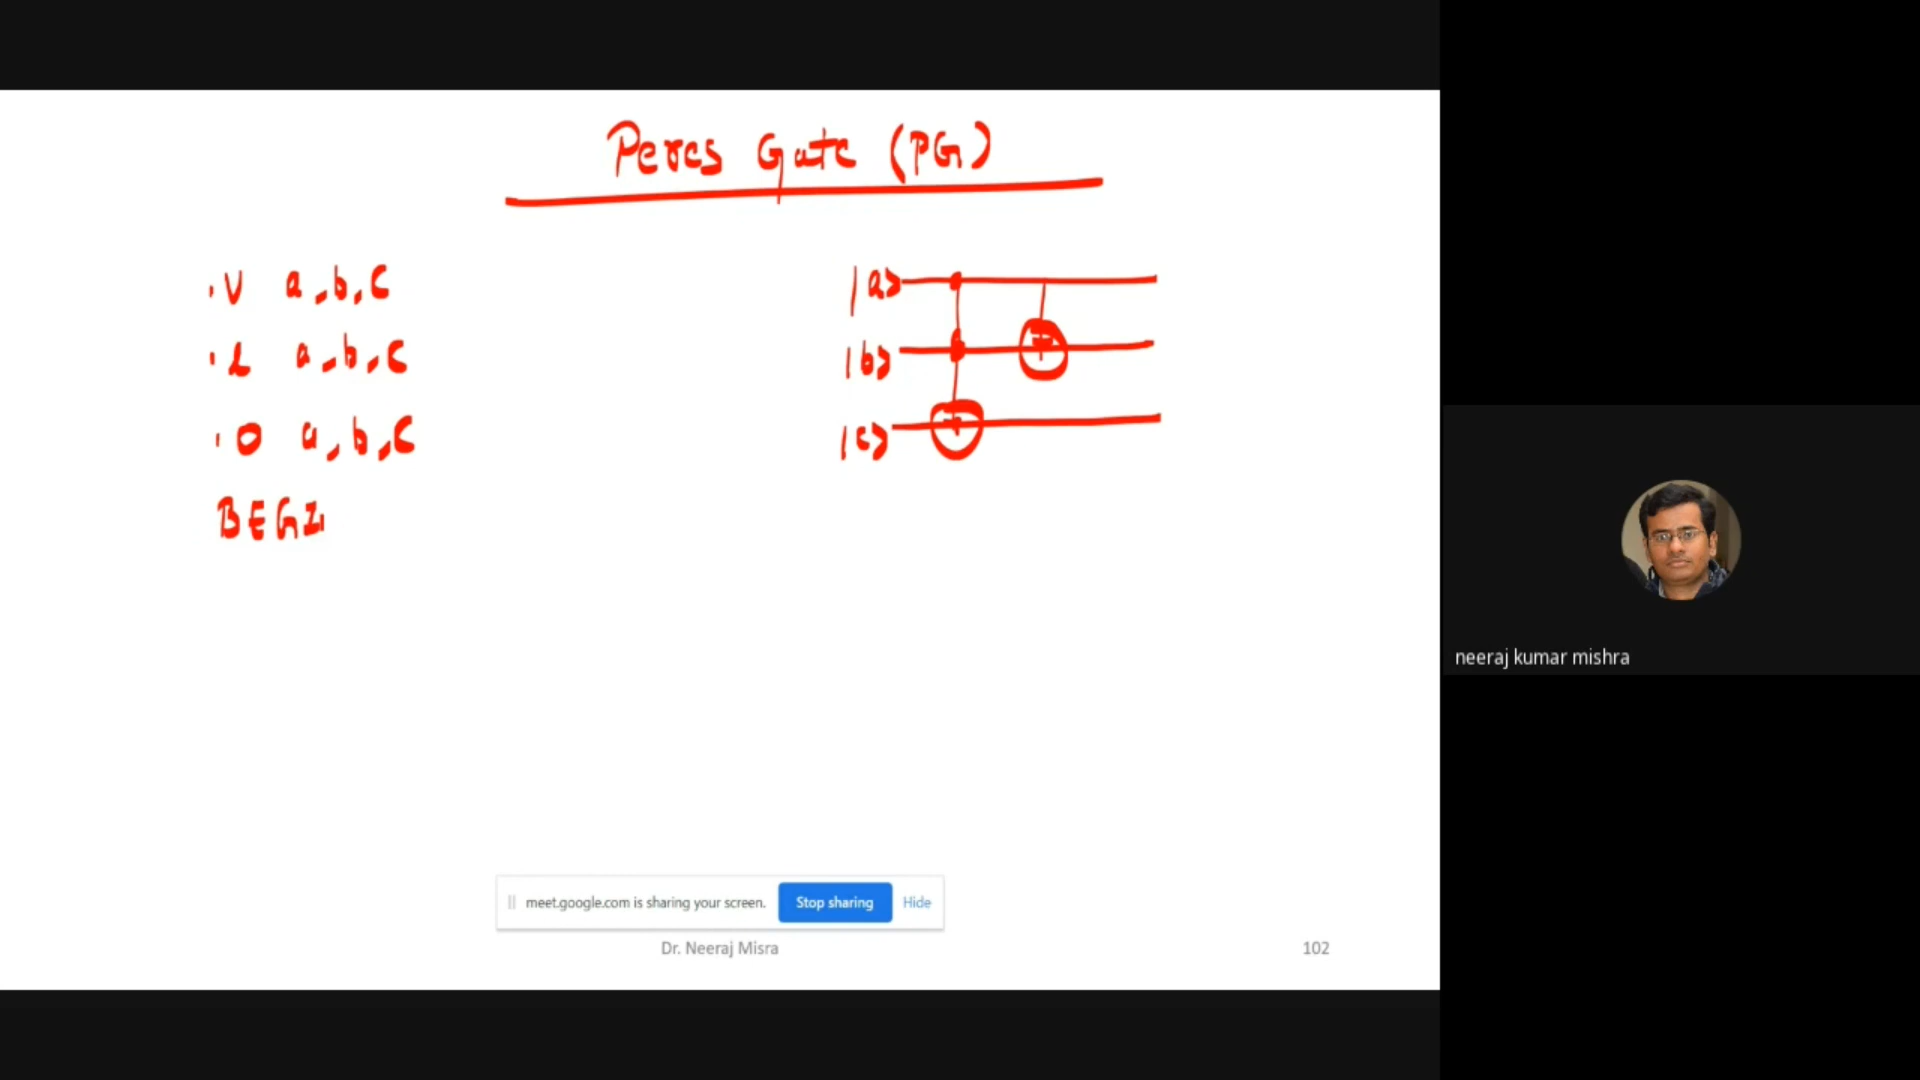 Peres Gate (PG)
.V a,b,c
.i a,b,c
.O a,b,c
BEGI
|a>
|b>
|c>
neeraj kumar mishra
meet.google.com is sharing your screen. Stop sharing Hide
Dr. Neeraj Misra 102